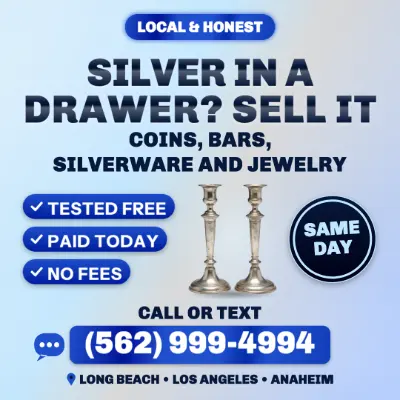 LOCAL & HONEST
SILVER IN A
DRAWER? SELL IT
COINS, BARS,
SILVERWARE AND JEWELRY
TESTED FREE
PAID TODAY
NO FEES
SAME
DAY
CALL OR TEXT
(562) 999-4994
LONG BEACH • LOS ANGELES • ANAHEIM